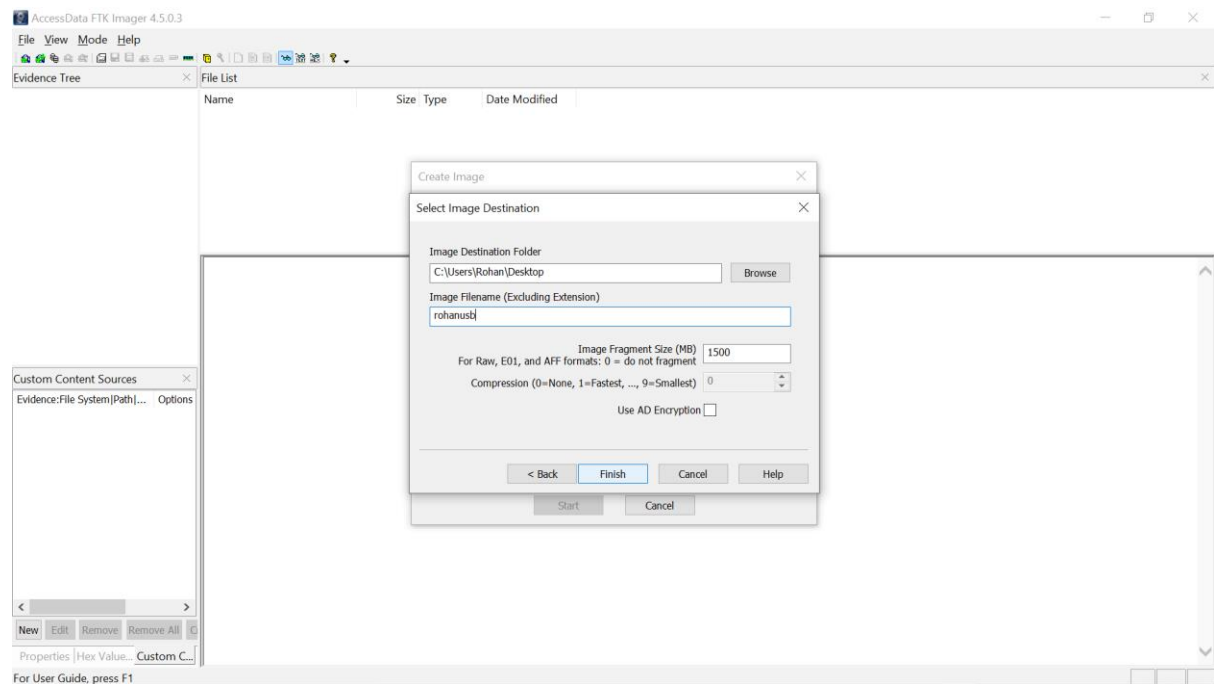 AccessData FTK Imager 4.5.0.3
File View Mode Help
Evidence Tree
File List
Name Size Type Date Modified
Create Image
Select Image Destination
Image Destination Folder
C:\Users\Rohan\Desktop Browse
Image Filename (Excluding Extension)
rohanusb
Image Fragment Size (MB) 1500
For Raw, E01, and AFF formats: 0 = do not fragment
Compression (0=None, 1=Fastest, ..., 9=Smallest) 0
Use AD Encryption
< Back Finish Cancel Help
Start Cancel
Custom Content Sources
Evidence:File System|Path|... Options
New Edit Remove Remove All
Properties Hex Value... Custom C...
For User Guide, press F1